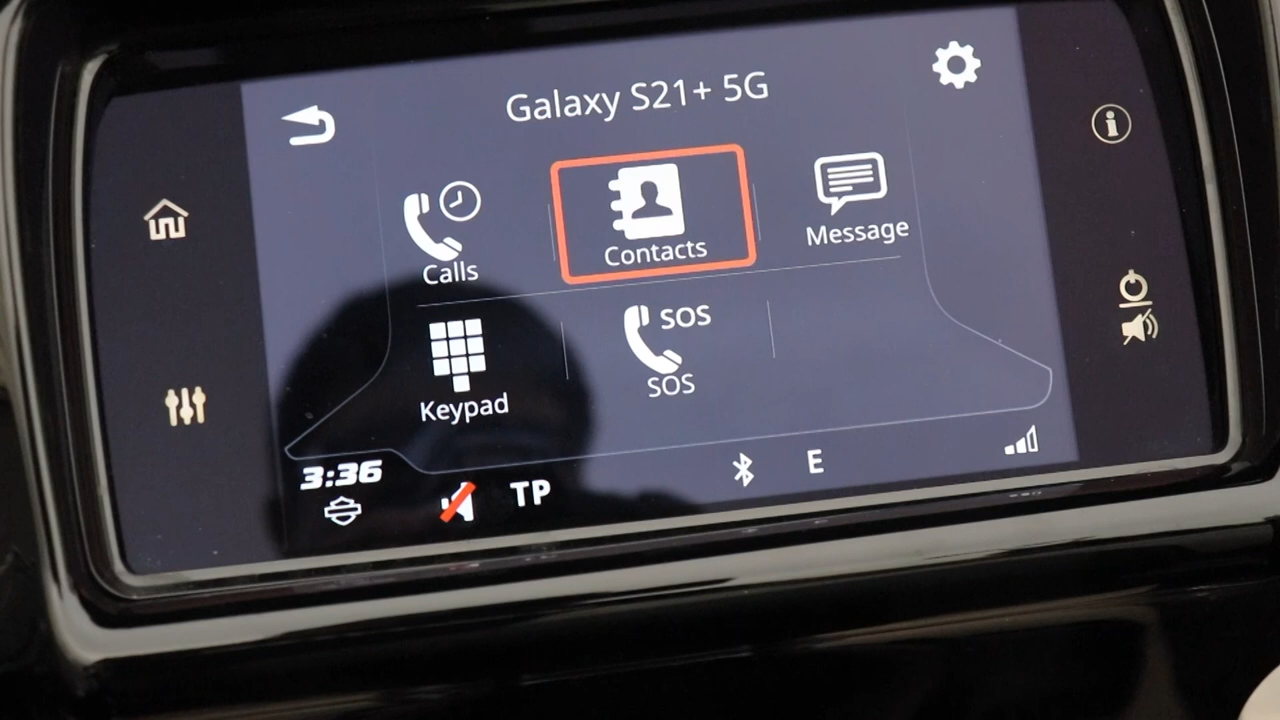 Galaxy S21+ 5G
Calls
Contacts
Message
Keypad
SOS
SOS
3:36
TP
E